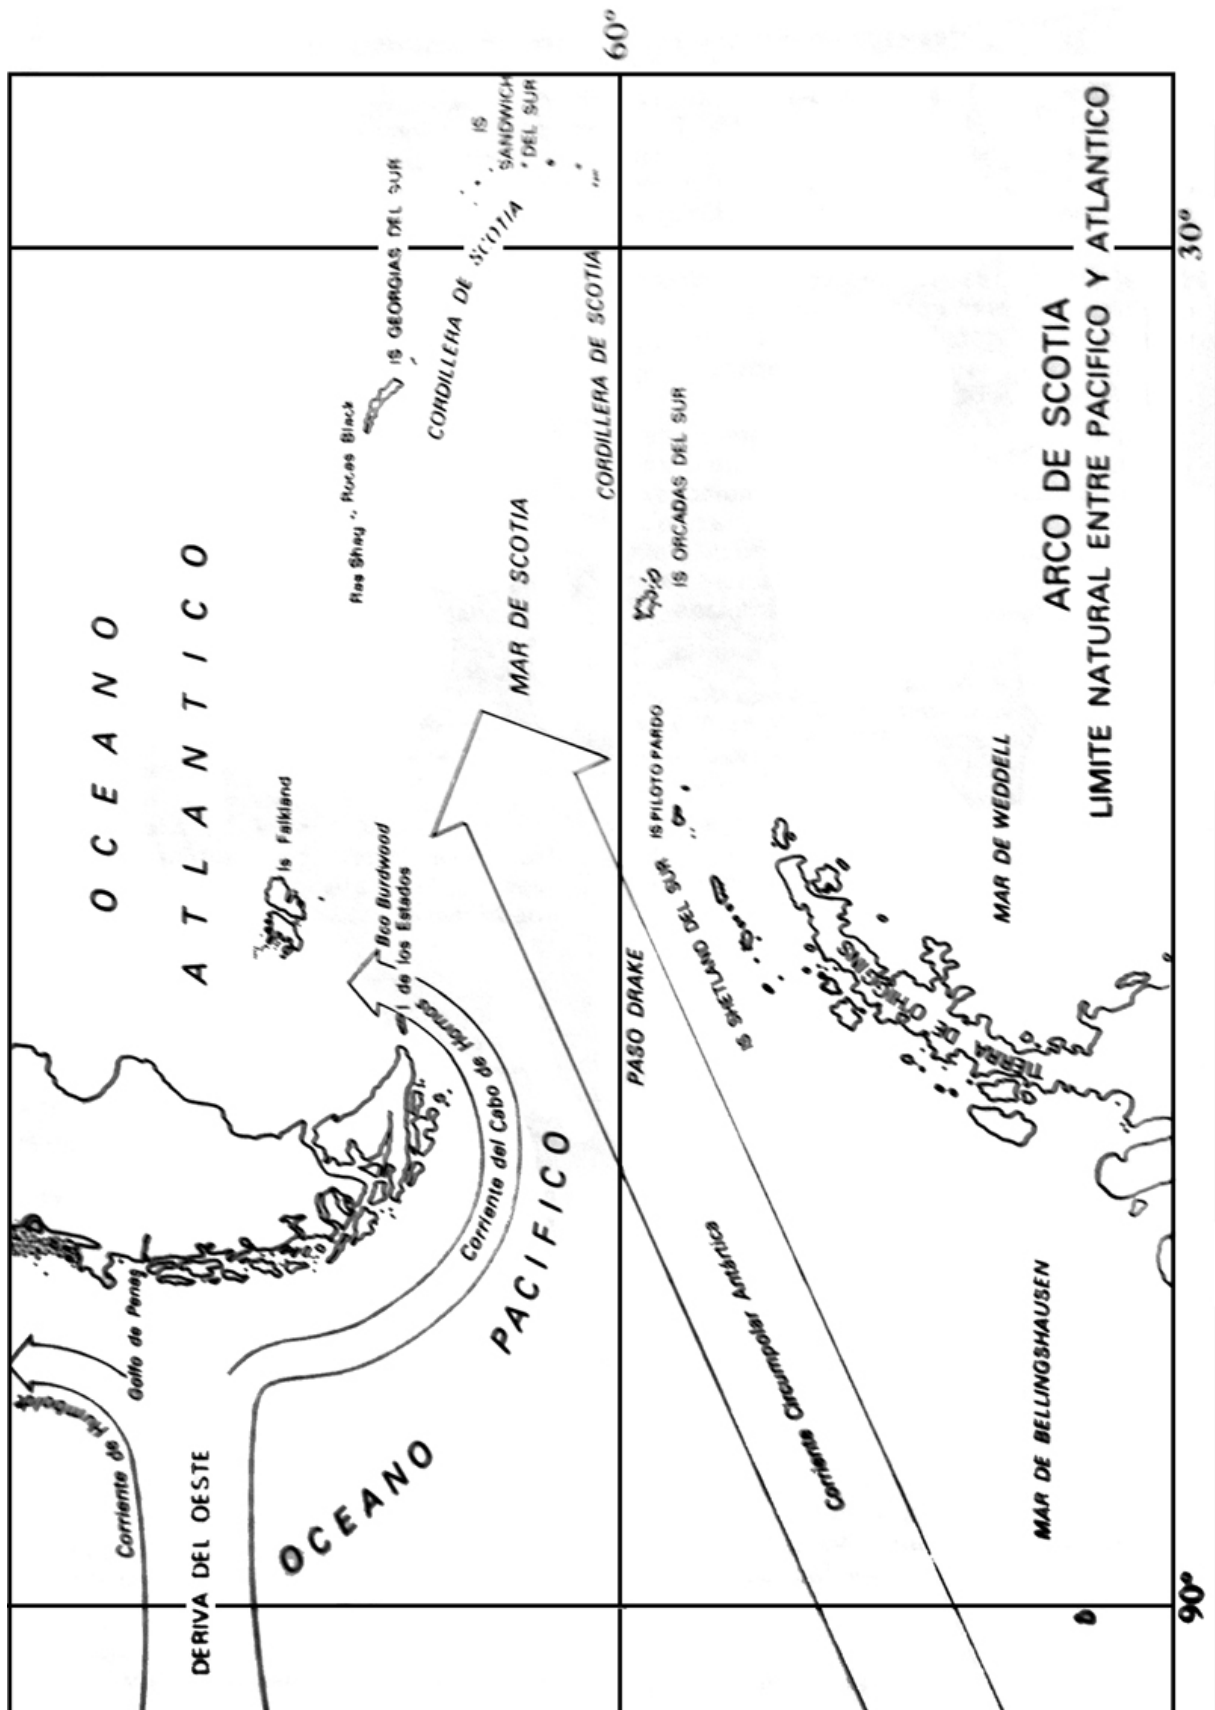 60°
30°
90°
ARCO DE SCOTIA
LIMITE NATURAL ENTRE PACIFICO Y ATLANTICO
OCEANO
ATLANTICO
IS
SANDWICH
DEL SUR
IS GEORGIAS DEL SUR
CORDILLERA DE SCOTIA
CORDILLERA DE SCOTIA
Rocas Black
Ras Shag
MAR DE SCOTIA
IS ORCADAS DEL SUR
Is Falkland
Bco Burdwood
I de los Estados
IS PILOTO PARDO
IS SHETLAND DEL SUR
PASO DRAKE
MAR DE WEDDELL
TIERRA DE O'HIGGINS
Corriente del Cabo de Hornos
OCEANO
PACIFICO
Golfo de Penas
Corriente de Humboldt
DERIVA DEL OESTE
Corriente Circumpolar Antártica
MAR DE BELLINGSHAUSEN